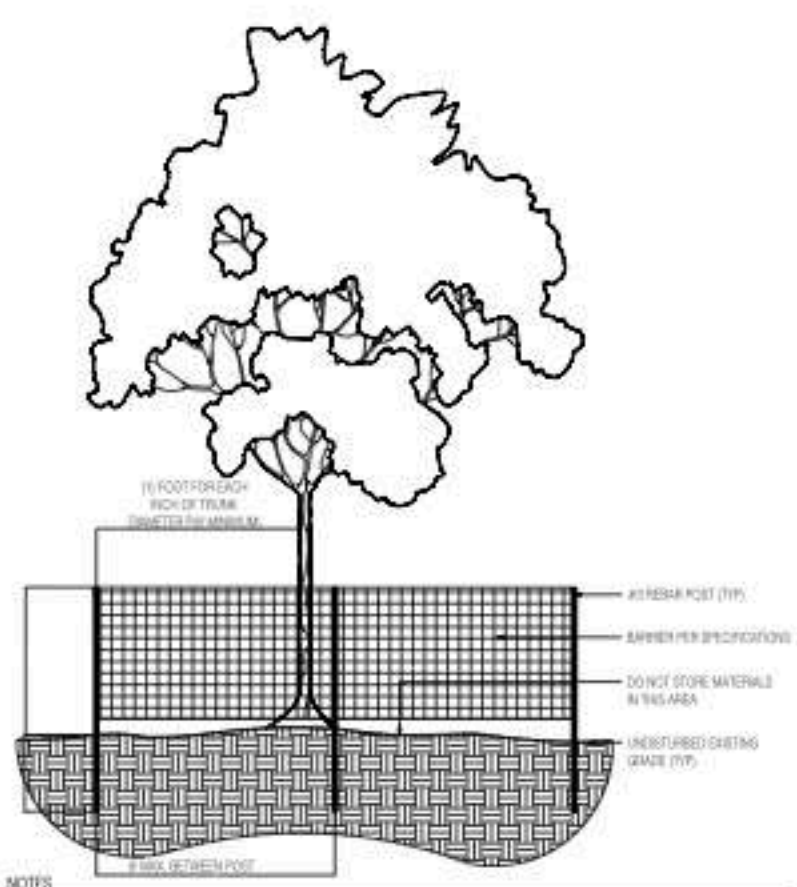 (1) FOOT FOR EACH
INCH OF TRUNK
DIAMETER MINIMUM
#3 REBAR POST (TYP)
BARRIER PER SPECIFICATIONS
DO NOT STORE MATERIALS
IN THIS AREA
UNDISTURBED EXISTING
GRADE (TYP)
MAX. BETWEEN POST
NOTES